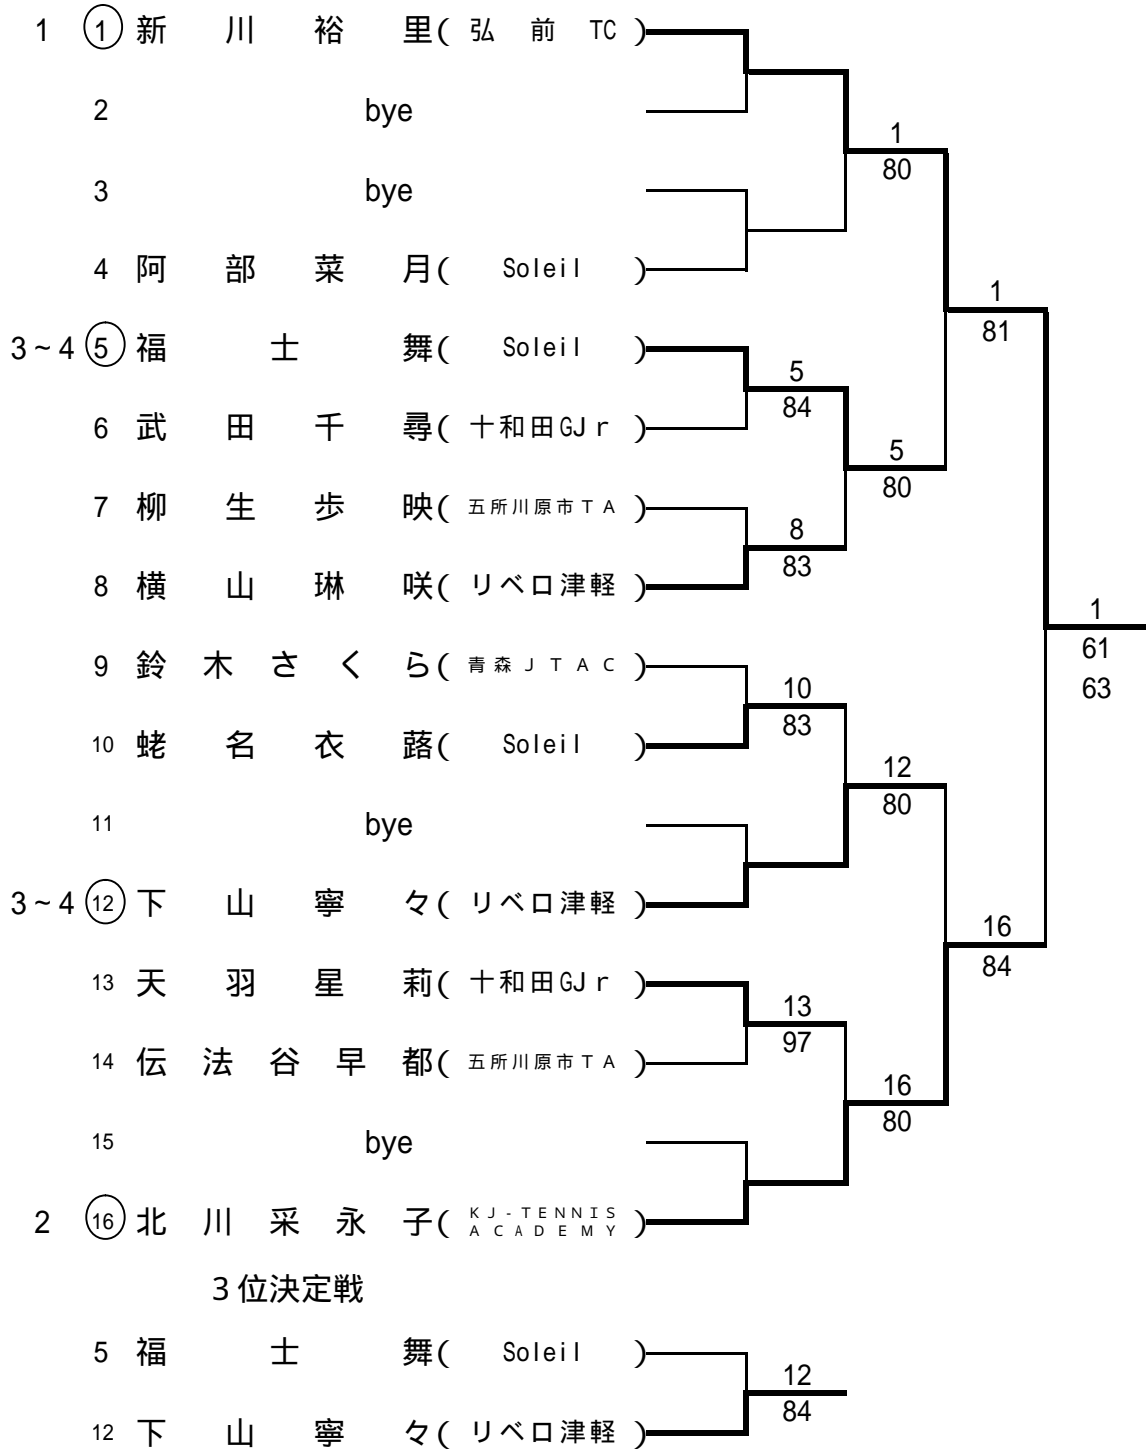 1 ① 新川裕里( 弘前 TC )
2 bye
1
80
3 bye
4 阿部菜月( Soleil )
1
81
3~4 ⑤ 福士舞( Soleil )
5
84
6 武田千尋( 十和田GJr )
5
80
7 柳生歩映( 五所川原市TA )
8
83
8 横山琳咲( リベロ津軽 )
1
61
63
9 鈴木さくら( 青森JTAC )
10
83
10 蛯名衣蕗( Soleil )
12
80
11 bye
3~4 ⑫ 下山寧々( リベロ津軽 )
16
84
13 天羽星莉( 十和田GJr )
13
97
14 伝法谷早都( 五所川原市TA )
16
80
15 bye
2 ⑯ 北川采永子( KJ-TENNIS ACADEMY )
３位決定戦
5 福士舞( Soleil )
12
84
12 下山寧々( リベロ津軽 )